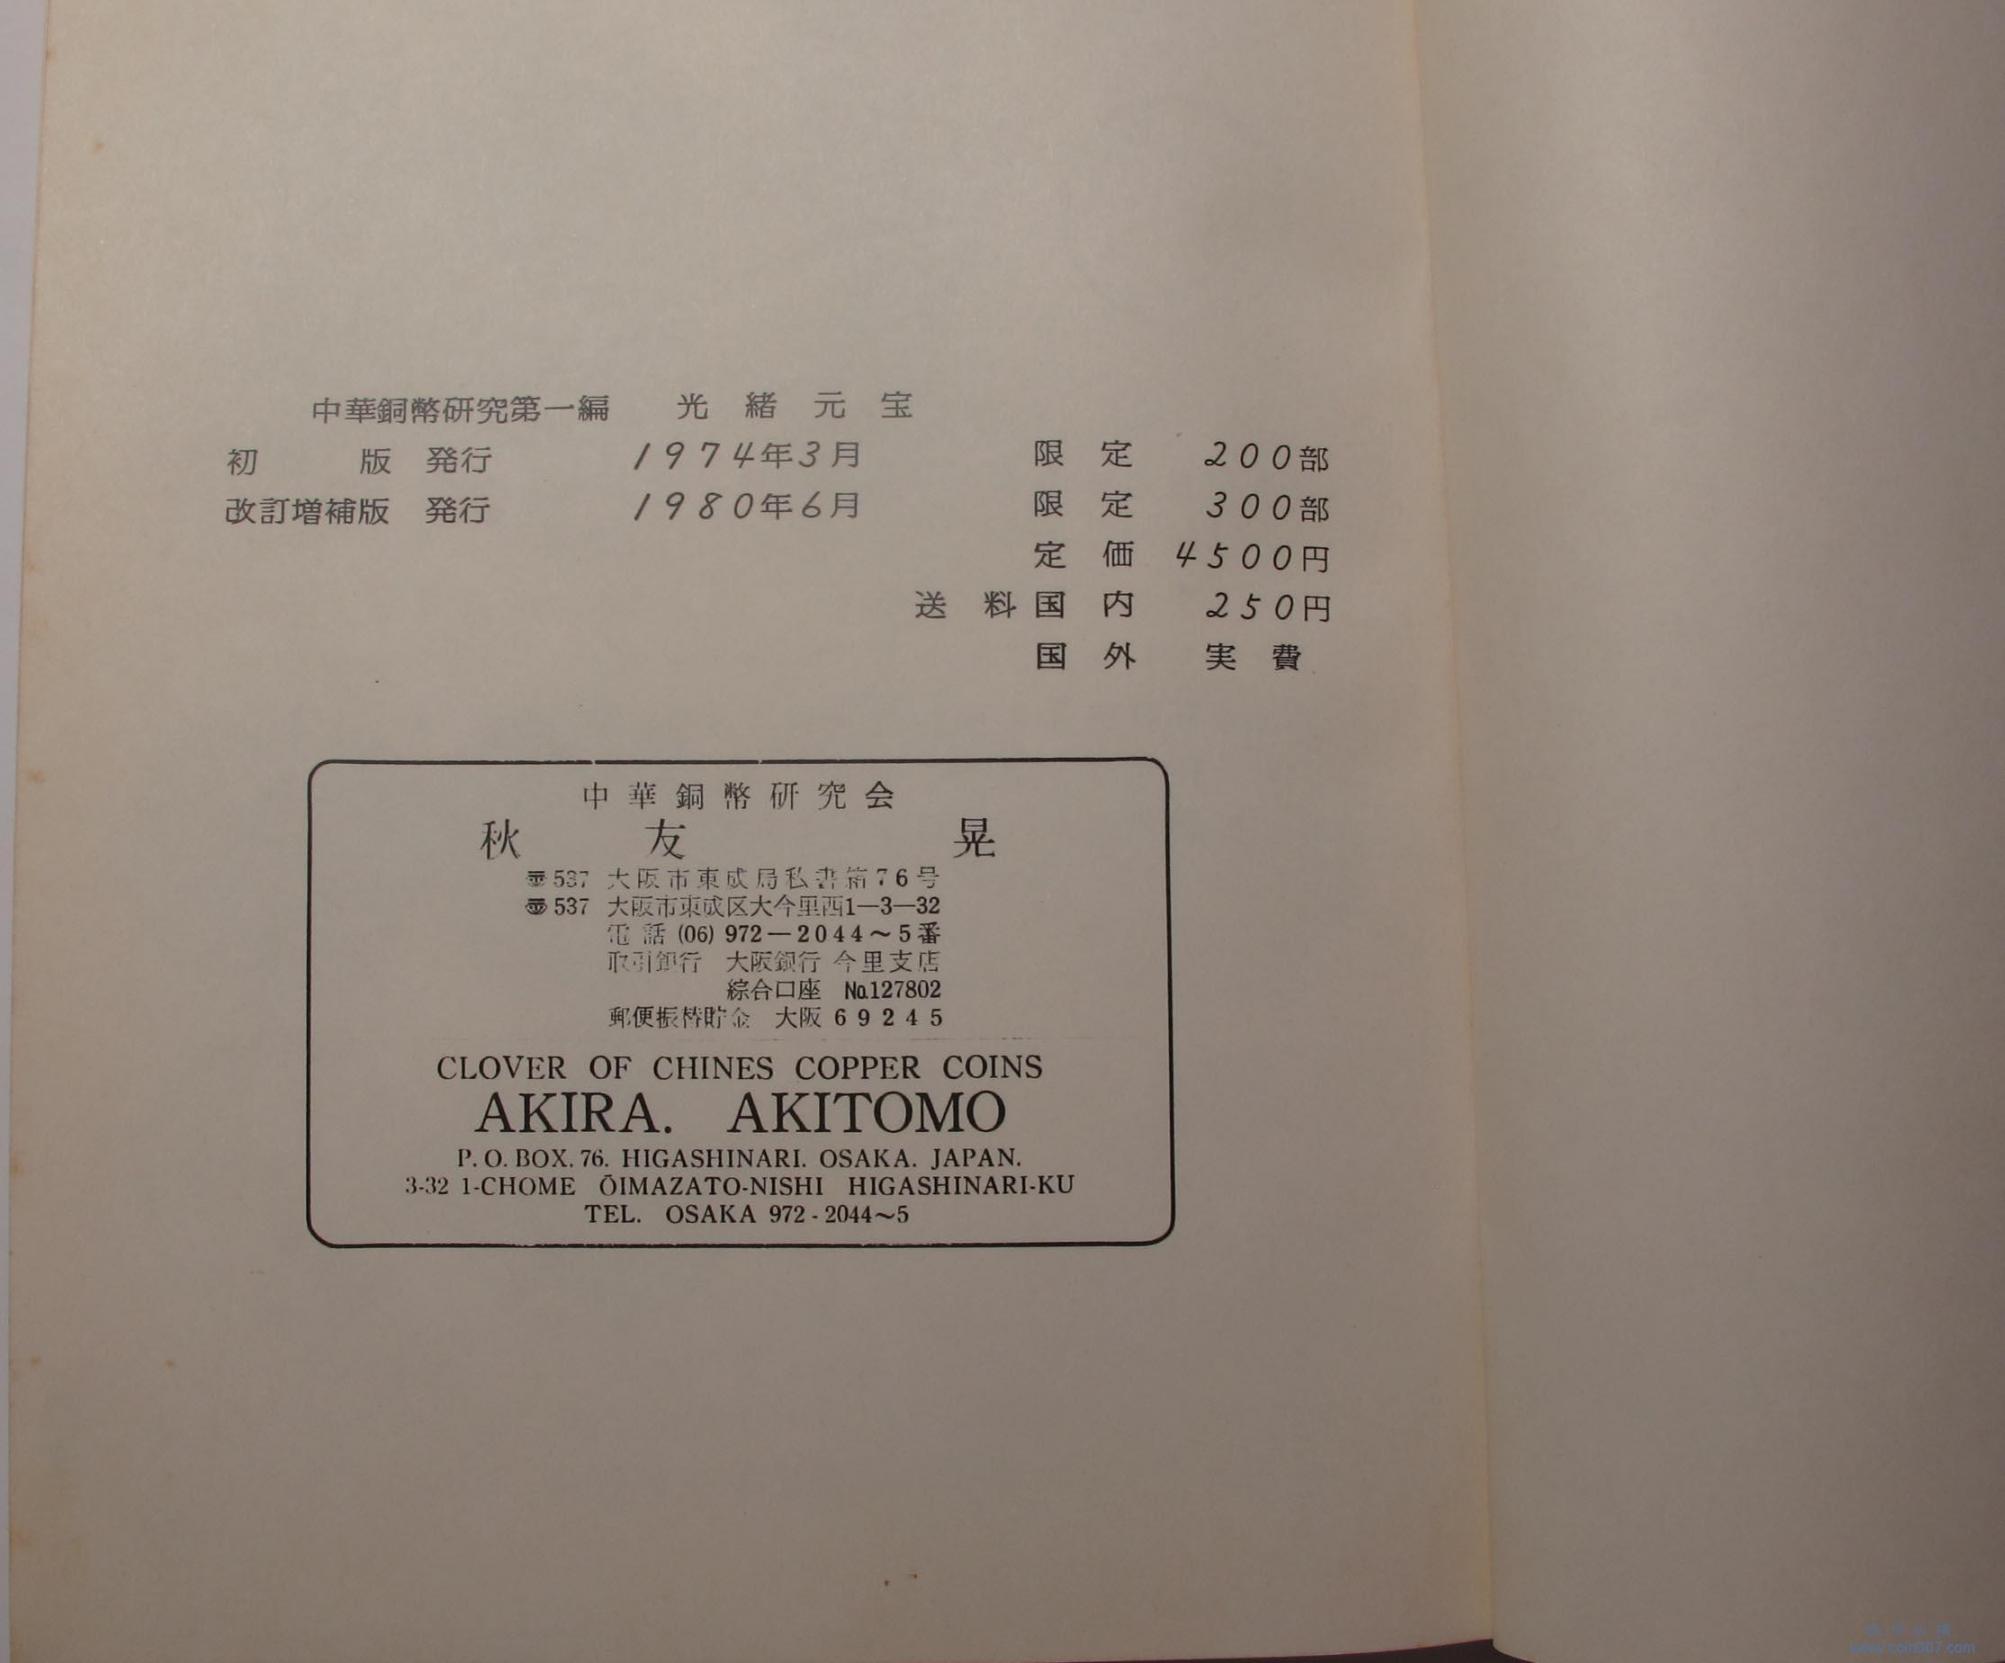 中華銅幣研究第一編 光緒元宝
初版 発行 1974年3月 限定 200部
改訂増補版 発行 1980年6月 限定 300部
定価 4500円
送料国内 250円
国外 実費
中華銅幣研究会
秋友 晃
〠537 大阪市東成局私書箱76号
〠537 大阪市東成区大今里西1―3―32
電話 (06) 972―2044～5番
取引銀行 大阪銀行 今里支店
綜合口座 №127802
郵便振替貯金 大阪 69245
CLOVER OF CHINES COPPER COINS
AKIRA. AKITOMO
P. O. BOX. 76. HIGASHINARI. OSAKA. JAPAN.
3-32 1-CHOME ŌIMAZATO-NISHI HIGASHINARI-KU
TEL. OSAKA 972 - 2044～5
www.coin007.com